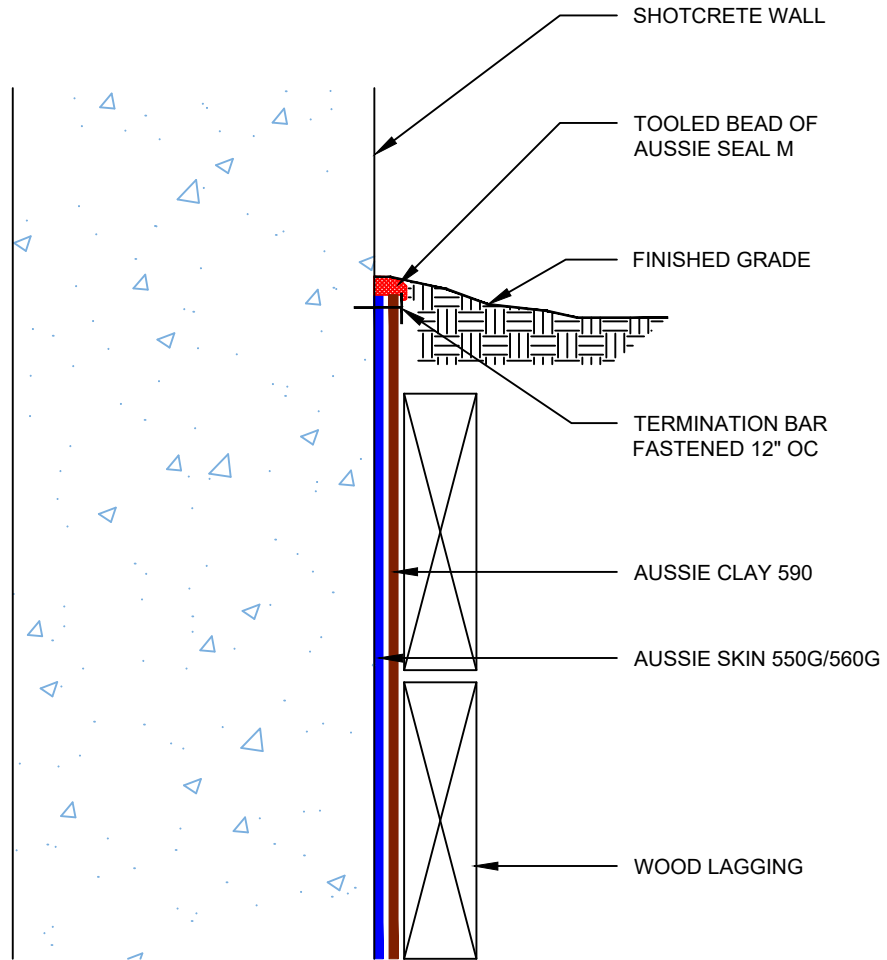 SHOTCRETE WALL
TOOLED BEAD OF
AUSSIE SEAL M
FINISHED GRADE
TERMINATION BAR
FASTENED 12" OC
AUSSIE CLAY 590
AUSSIE SKIN 550G/560G
WOOD LAGGING